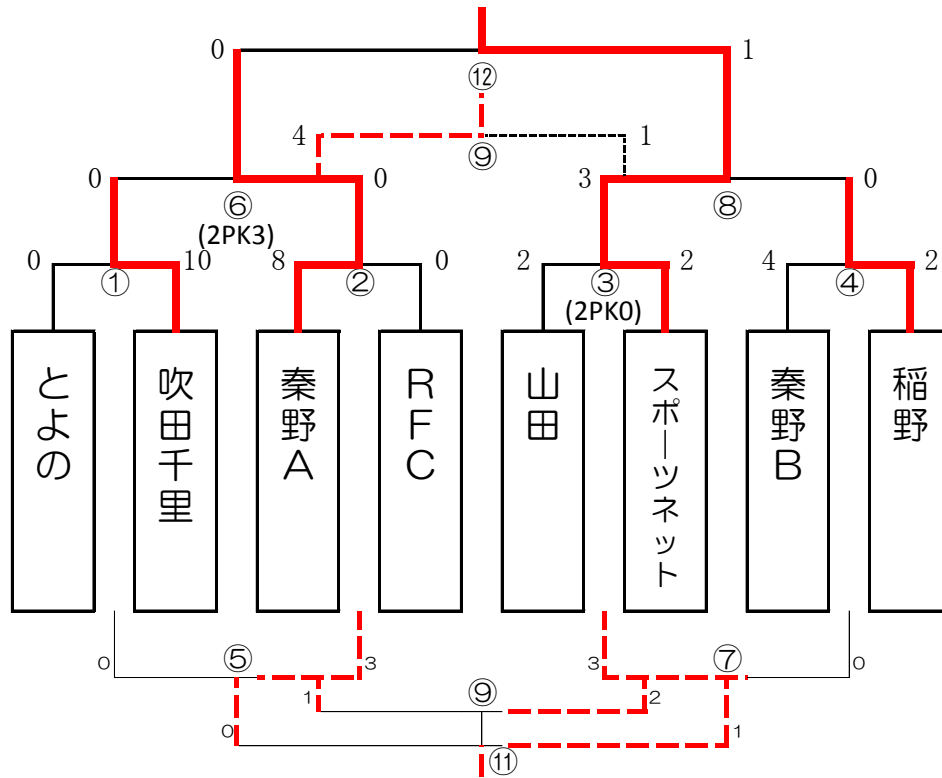 0 1
⑫
4 1
⑨
0 0 3 0
⑥ ⑧
(2PK3)
0 10 8 0 2 2 4 2
① ② ③ ④
(2PK0)
とよの
吹田千里
秦野A
RFC
山田
スポーツネット
秦野B
稲野
0 ⑤ 3 3 ⑦ 0
1 ⑨ 2
0 1
⑪